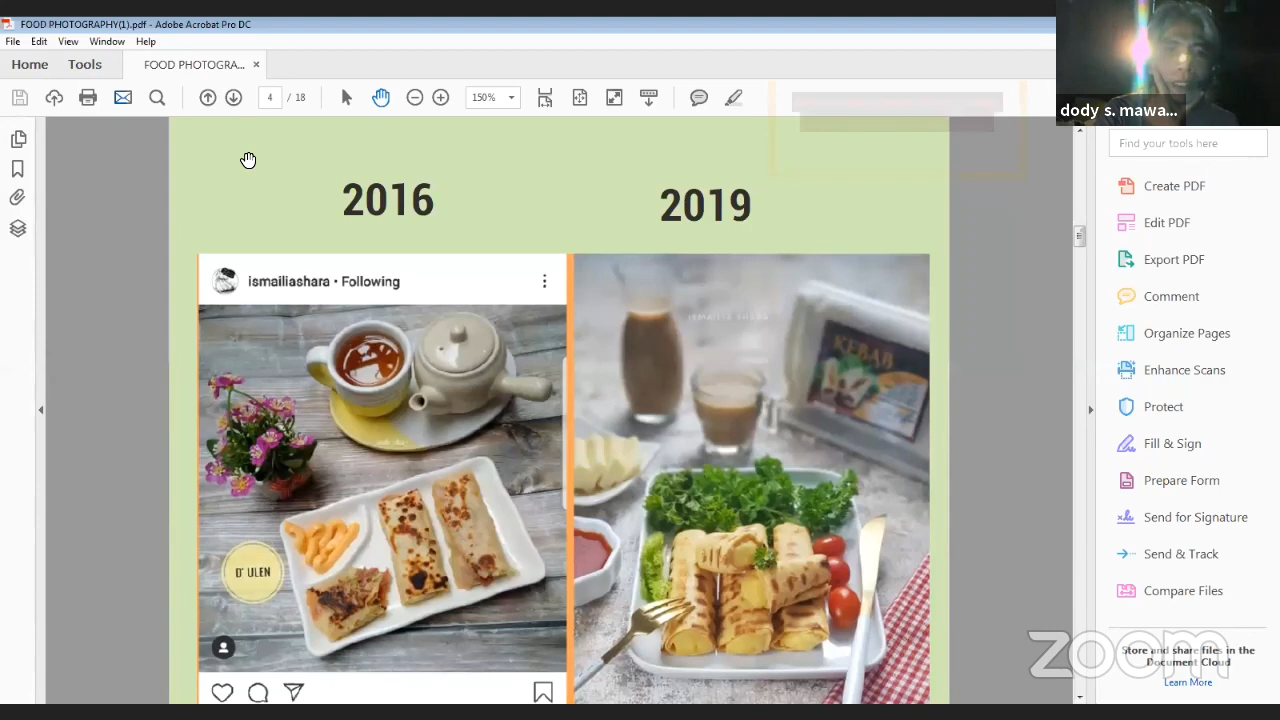 FOOD PHOTOGRAPHY(1).pdf - Adobe Acrobat Pro DC
File Edit View Window Help
Home Tools FOOD PHOTOGRA... ×
4 / 18 150%
dody s. mawa...
Find your tools here
Create PDF
Edit PDF
Export PDF
Comment
Organize Pages
Enhance Scans
Protect
Fill & Sign
Prepare Form
Send for Signature
Send & Track
Compare Files
Store and share files in the
Document Cloud
Learn More
2016 2019
ismailiashara • Following
ISMAILIA SHARA
KEBAB
D' ULEN
zoom